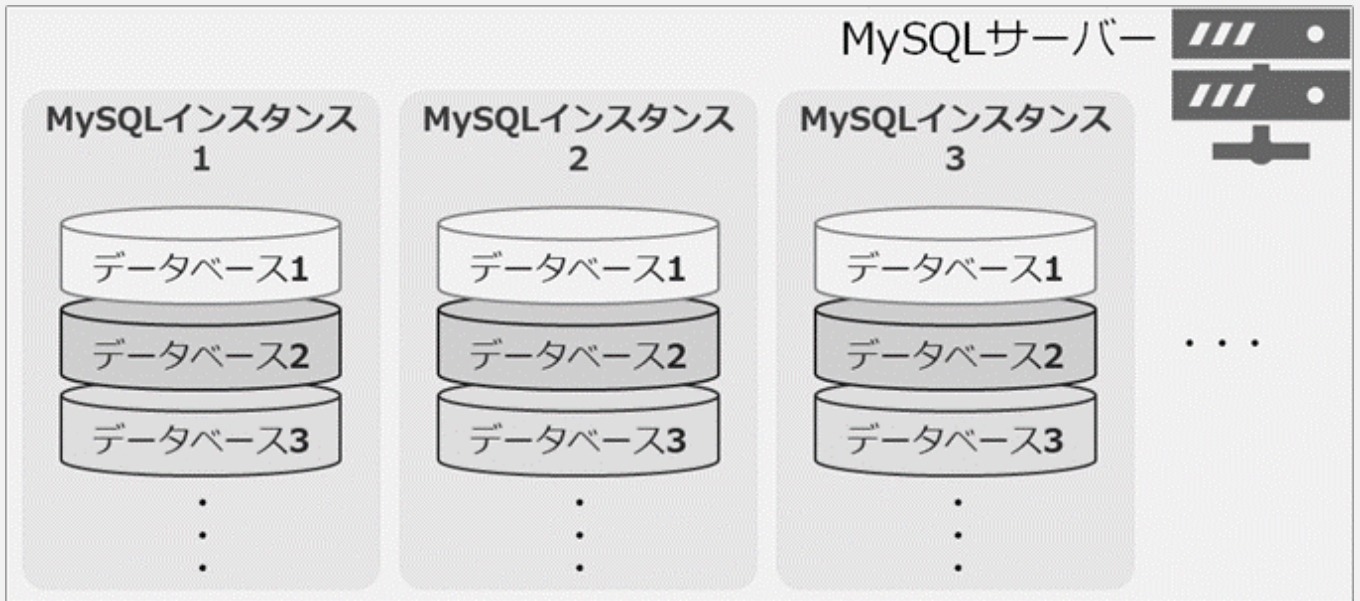 MySQLサーバー
MySQLインスタンス
1
データベース1
データベース2
データベース3
・
・
・
MySQLインスタンス
2
データベース1
データベース2
データベース3
・
・
・
MySQLインスタンス
3
データベース1
データベース2
データベース3
・
・
・
・・・